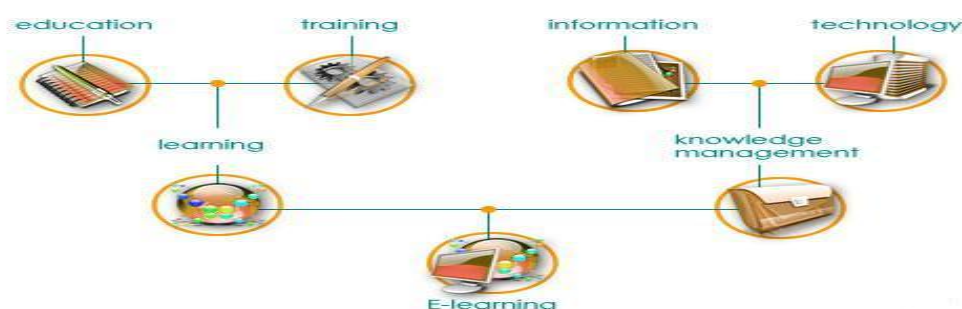 education
training
information
technology
learning
knowledge
management
E-learning